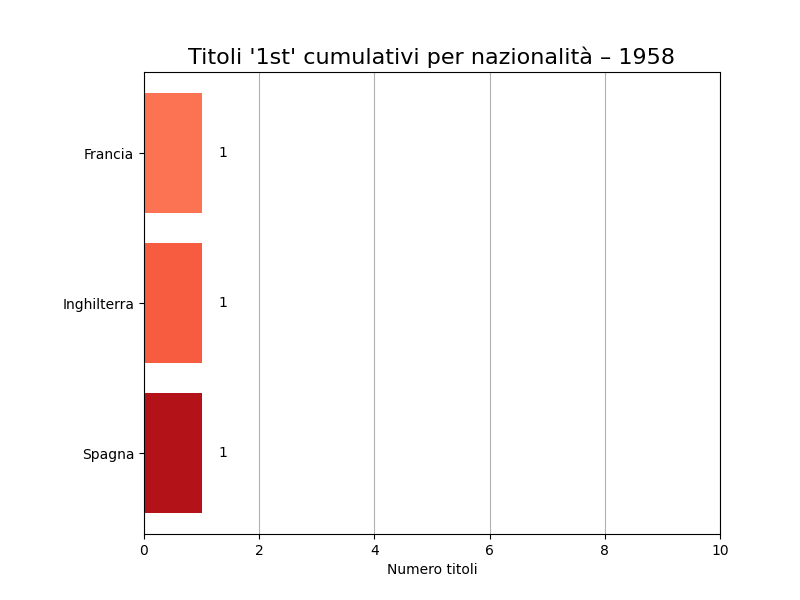 Titoli '1st' cumulativi per nazionalità – 1958
Francia 1
Inghilterra 1
Spagna 1
0 2 4 6 8 10
Numero titoli